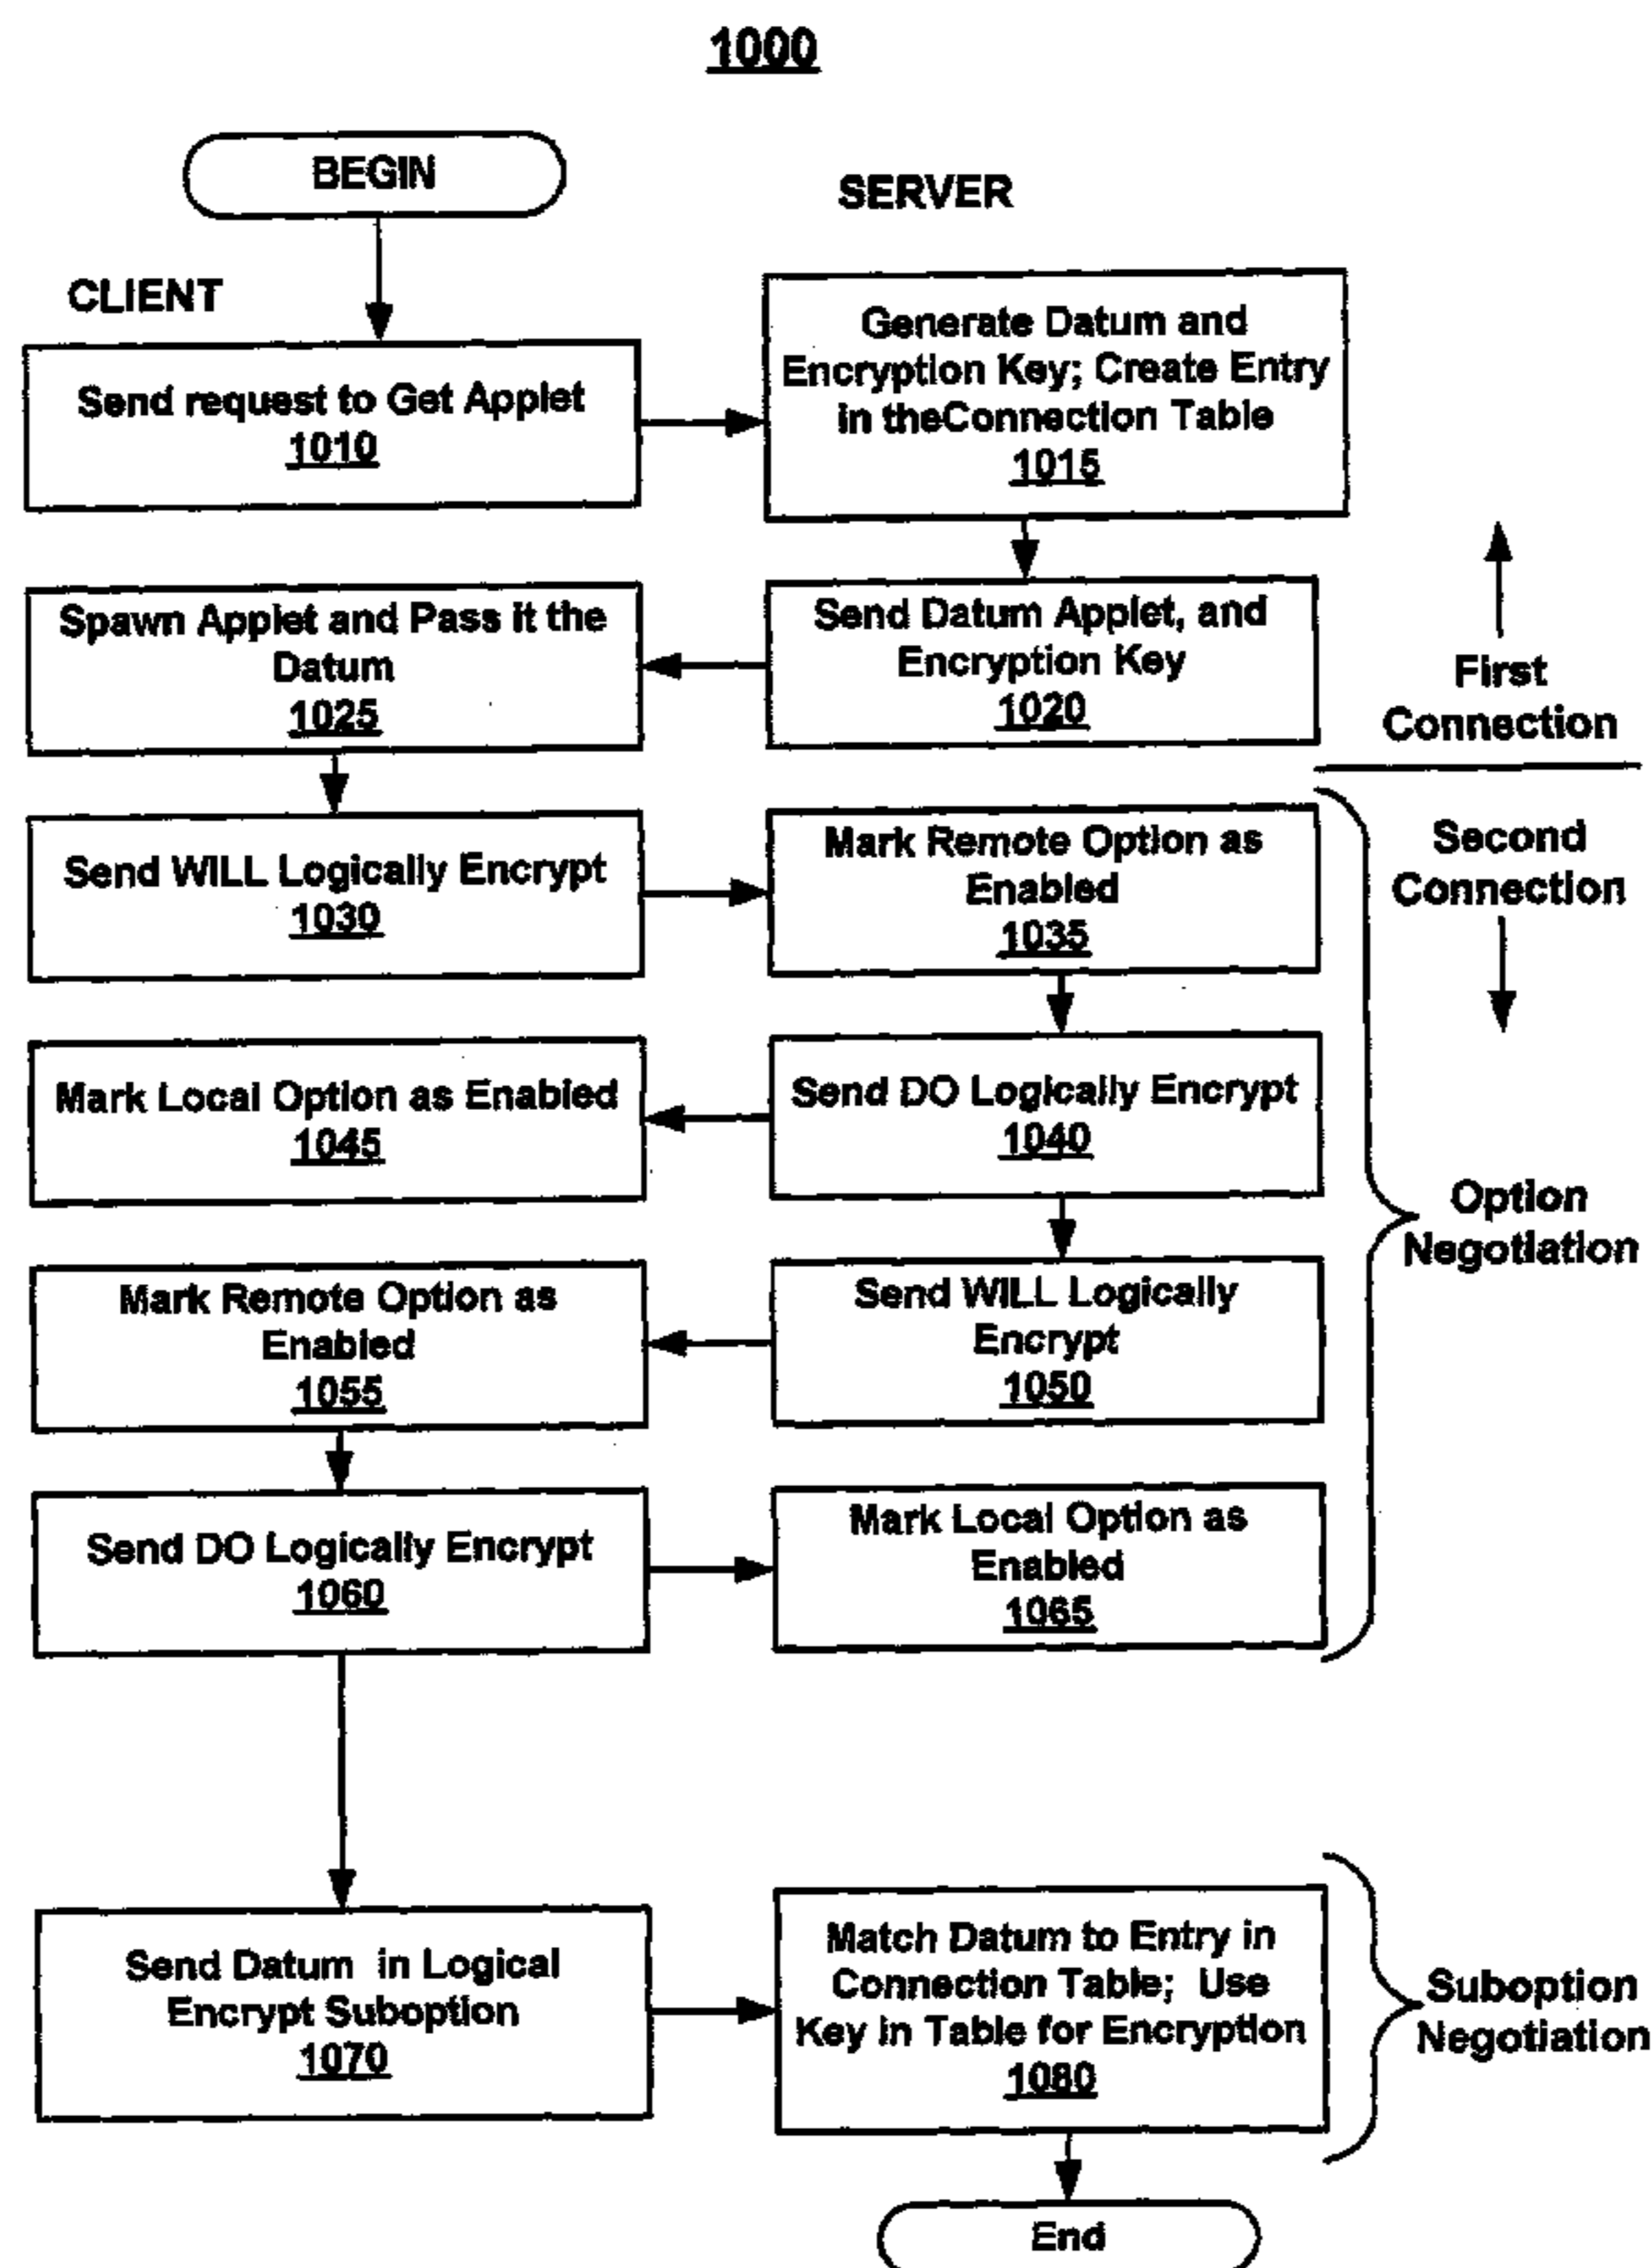 1000
BEGIN
SERVER
CLIENT
Send request to Get Applet
1010
Generate Datum and
Encryption Key; Create Entry
in theConnection Table
1015
Spawn Applet and Pass it the
Datum
1025
Send Datum Applet, and
Encryption Key
1020
First
Connection
Send WILL Logically Encrypt
1030
Mark Remote Option as
Enabled
1035
Second
Connection
Mark Local Option as Enabled
1045
Send DO Logically Encrypt
1040
Option
Negotiation
Mark Remote Option as
Enabled
1055
Send WILL Logically
Encrypt
1050
Send DO Logically Encrypt
1060
Mark Local Option as
Enabled
1065
Send Datum in Logical
Encrypt Suboption
1070
Match Datum to Entry in
Connection Table; Use
Key in Table for Encryption
1080
Suboption
Negotiation
End